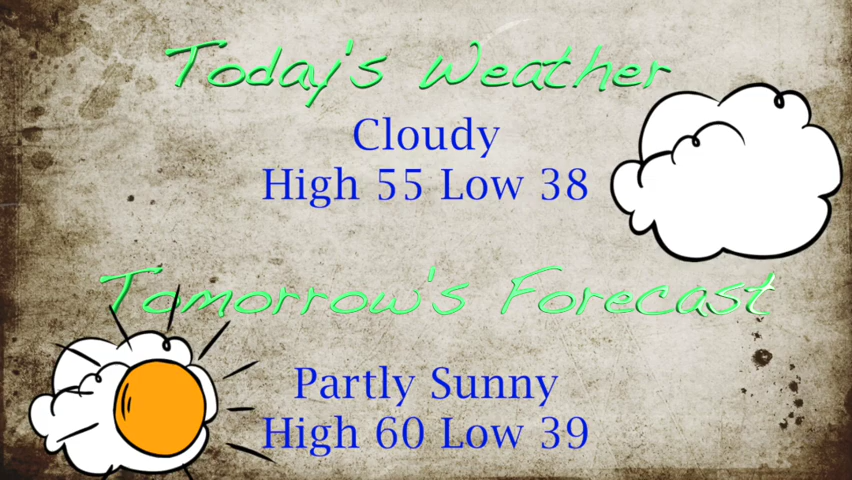 Today's Weather
Cloudy
High 55 Low 38
Tomorrow's Forecast
Partly Sunny
High 60 Low 39